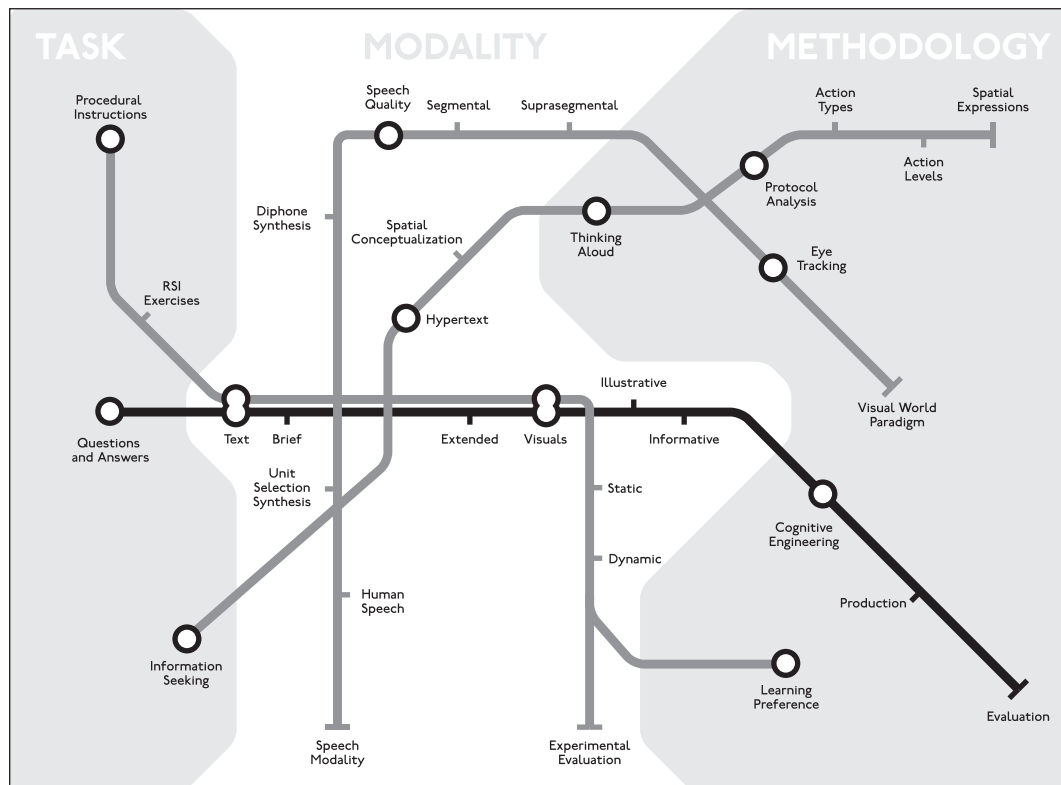 TASK
MODALITY
METHODOLOGY
Procedural
Instructions
Speech
Quality
Segmental
Suprasegmental
Action
Types
Spatial
Expressions
Action
Levels
Protocol
Analysis
Diphone
Synthesis
Spatial
Conceptualization
Thinking
Aloud
Eye
Tracking
RSI
Exercises
Hypertext
Illustrative
Visual World
Paradigm
Questions
and Answers
Text
Brief
Extended
Visuals
Informative
Unit
Selection
Synthesis
Static
Cognitive
Engineering
Dynamic
Human
Speech
Production
Information
Seeking
Learning
Preference
Evaluation
Speech
Modality
Experimental
Evaluation